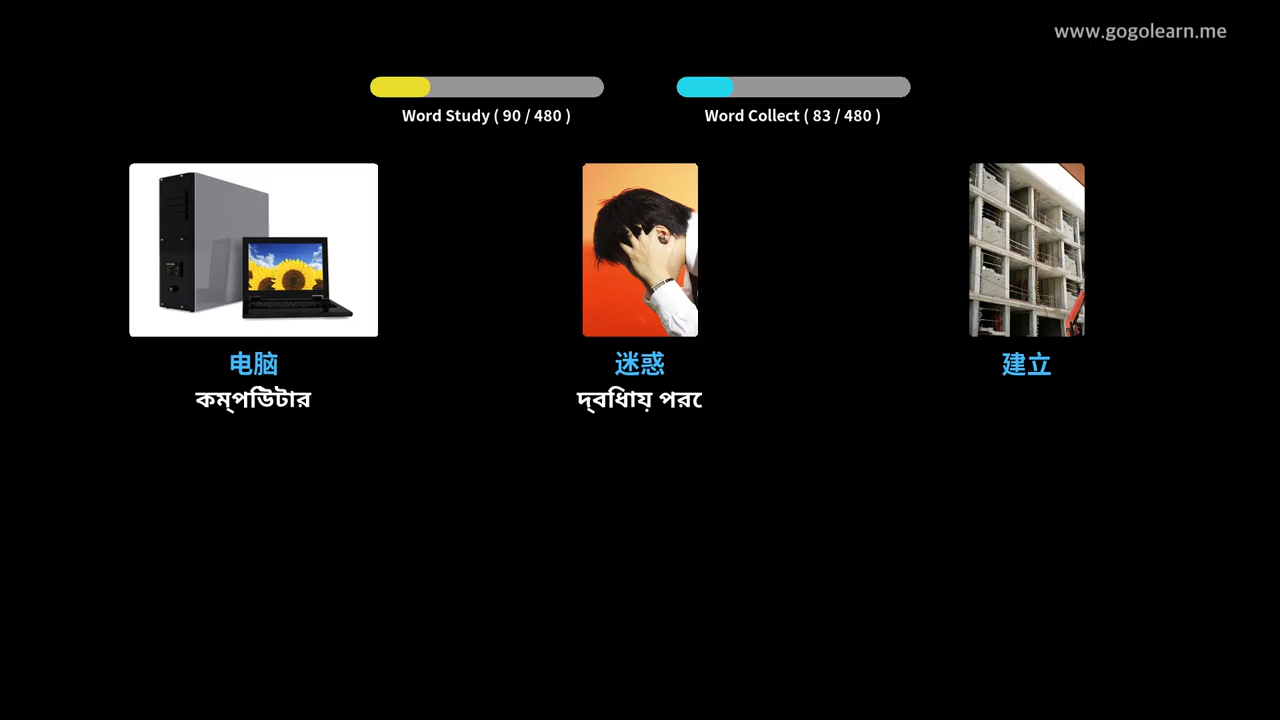 www.gogolearn.me
Word Study ( 90 / 480 )
Word Collect ( 83 / 480 )
电脑
迷惑
建立
কম্পিউটার
দ্বিধায় পরে